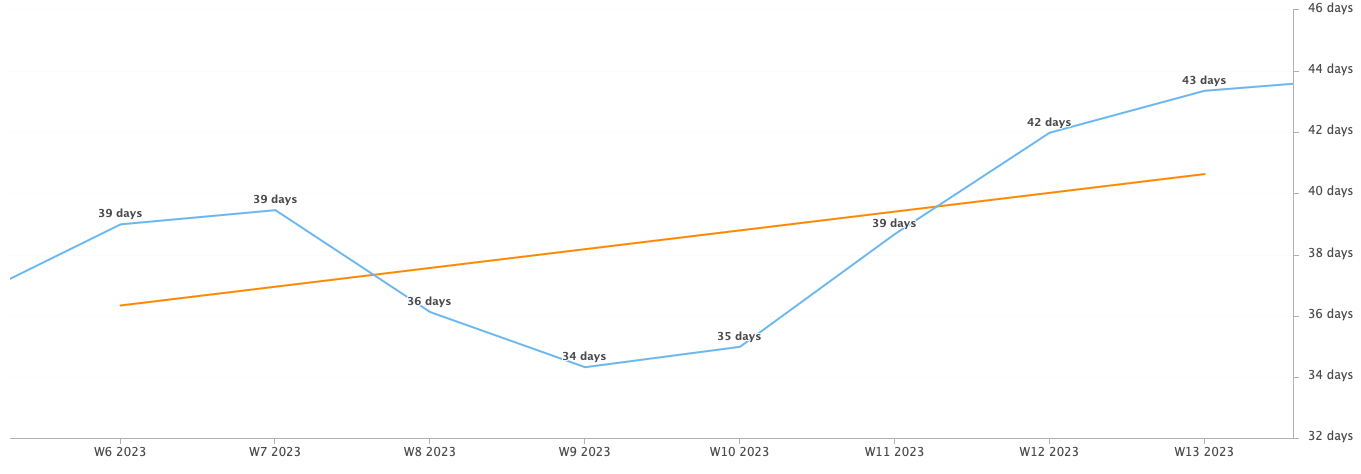 46 days
44 days
43 days
42 days
42 days
40 days
39 days
39 days
39 days
38 days
36 days
36 days
35 days
34 days
34 days
32 days
W6 2023
W7 2023
W8 2023
W9 2023
W10 2023
W11 2023
W12 2023
W13 2023